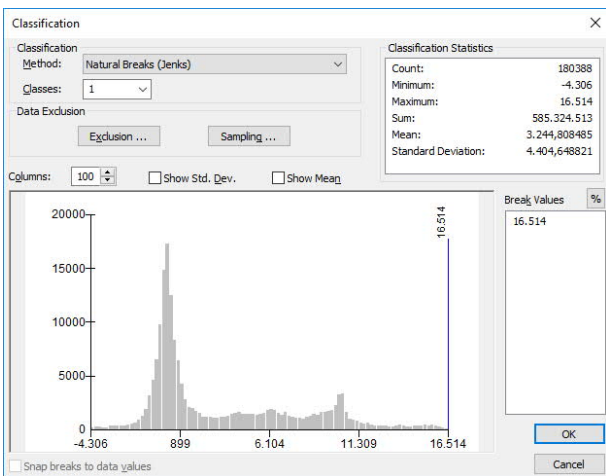 Classification
Classification
Method: Natural Breaks (Jenks)
Classes: 1
Data Exclusion
Exclusion ... Sampling ...
Classification Statistics
Count: 180388
Minimum: -4.306
Maximum: 16.514
Sum: 585.324.513
Mean: 3.244,808485
Standard Deviation: 4.404,648821
Columns: 100 Show Std. Dev. Show Mean
Break Values %
16.514
20000
15000
10000
5000
0
16.514
-4.306 899 6.104 11.309 16.514
Snap breaks to data values
OK
Cancel